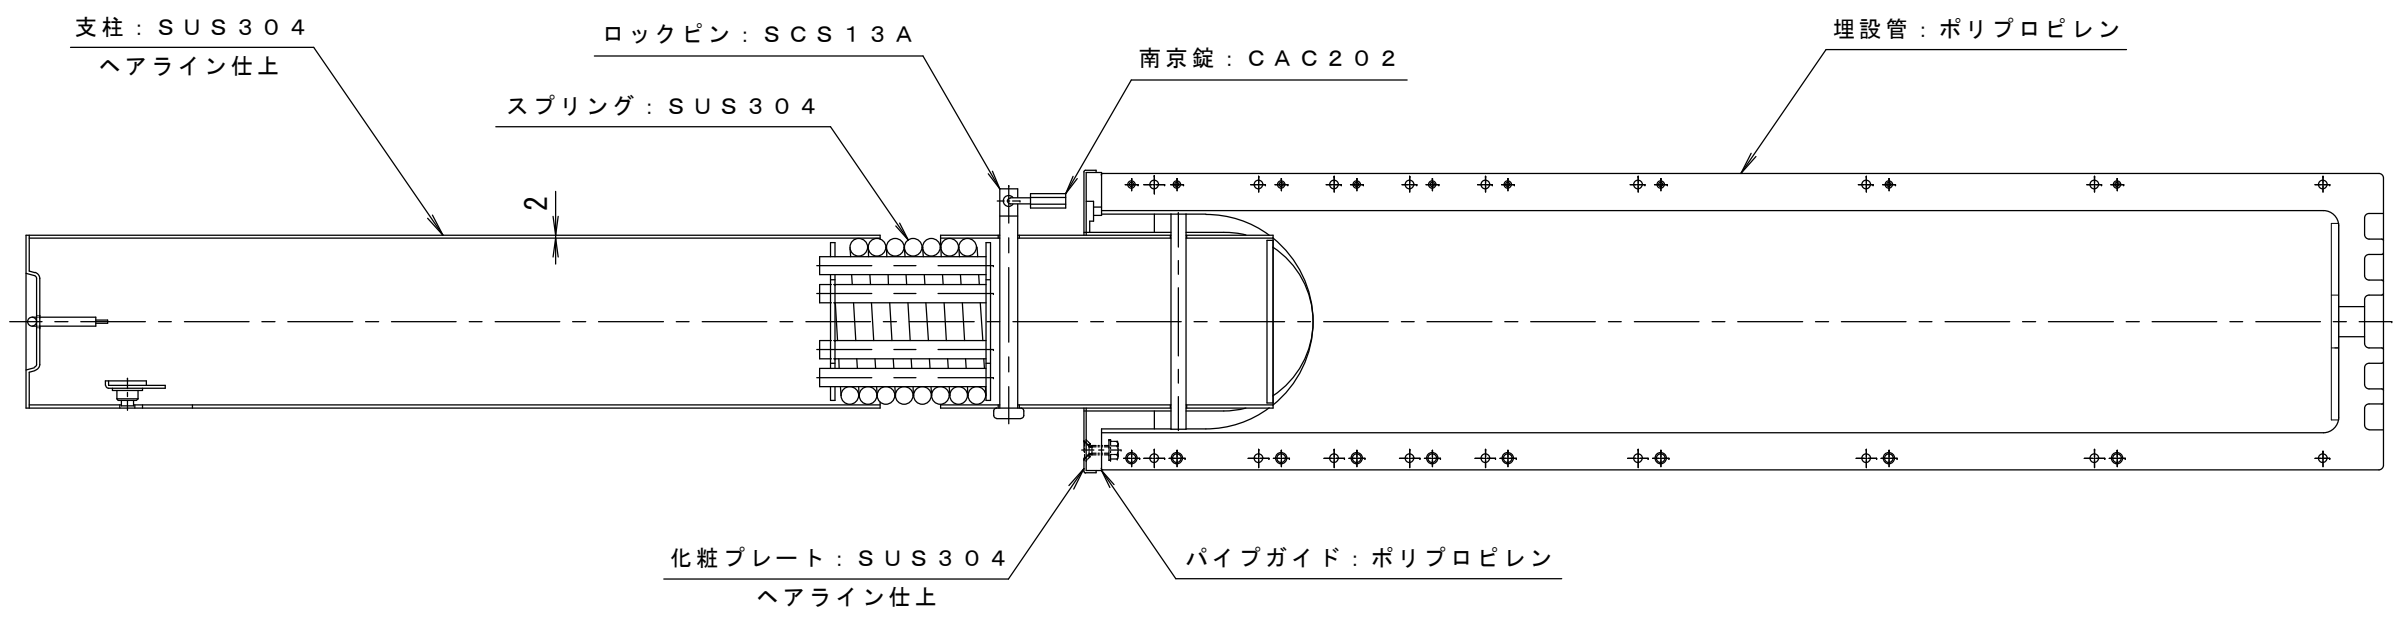 支柱：ＳＵＳ３０４
ヘアライン仕上
ロックピン：ＳＣＳ１３Ａ
南京錠：ＣＡＣ２０２
埋設管：ポリプロピレン
スプリング：ＳＵＳ３０４
2
化粧プレート：ＳＵＳ３０４
ヘアライン仕上
パイプガイド：ポリプロピレン